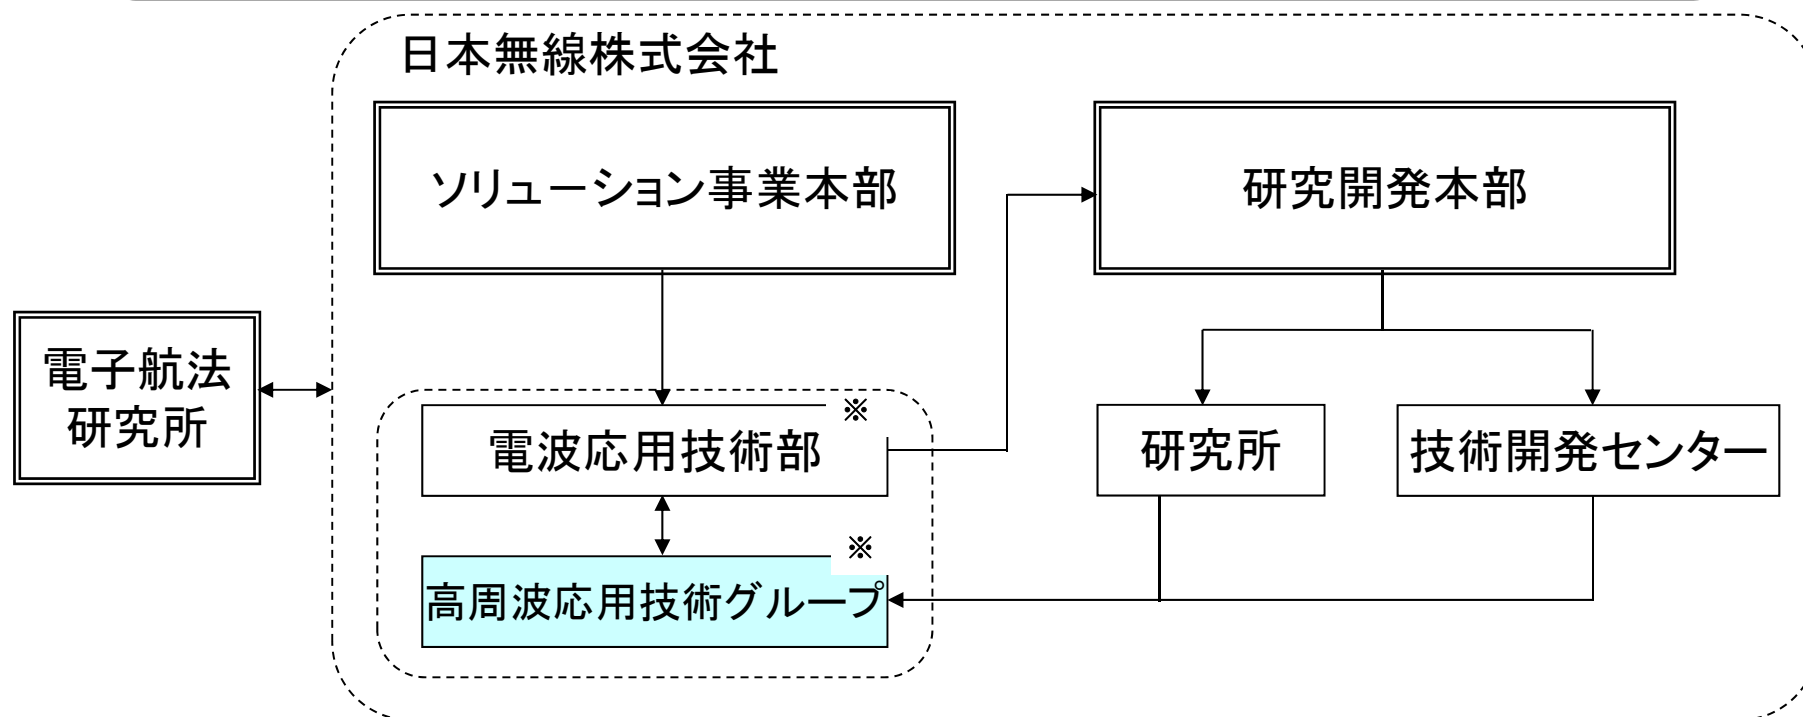 日本無線株式会社
ソリューション事業本部
研究開発本部
電子航法
研究所
※
電波応用技術部
研究所
技術開発センター
※
高周波応用技術グループ